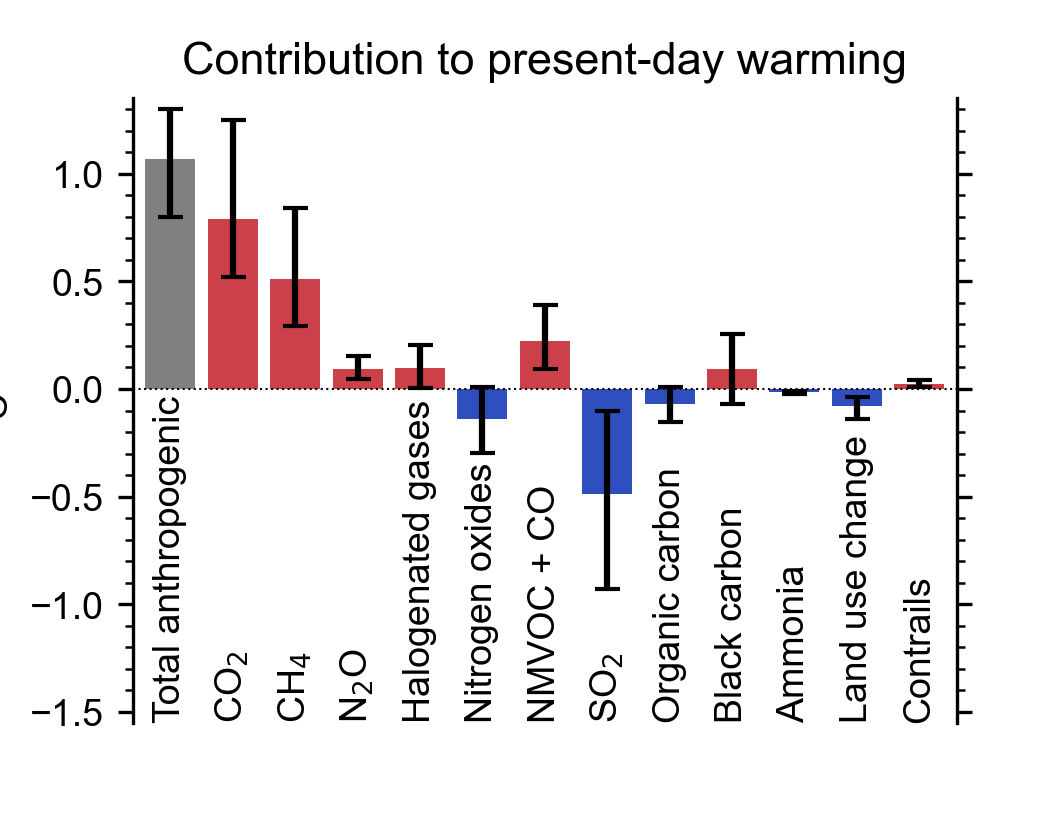 Contribution to present-day warming
1.0
0.5
0.0
−0.5
−1.0
−1.5
Total anthropogenic
CO₂
CH₄
N₂O
Halogenated gases
Nitrogen oxides
NMVOC + CO
SO₂
Organic carbon
Black carbon
Ammonia
Land use change
Contrails